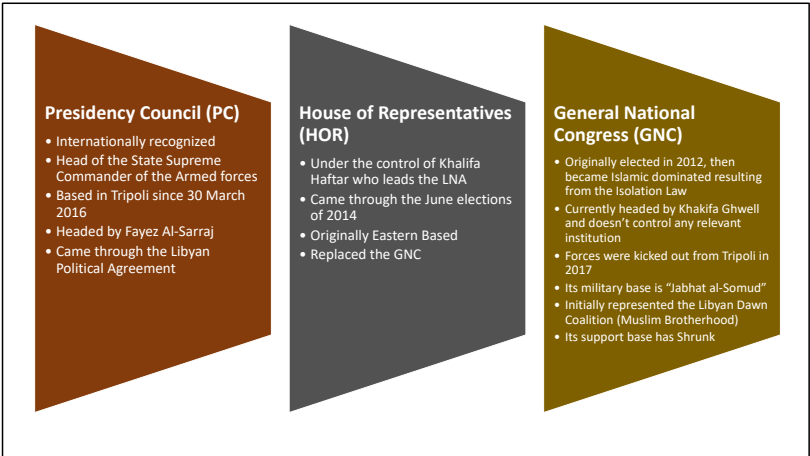 Presidency Council (PC)
• Internationally recognized
• Head of the State Supreme
Commander of the Armed forces
• Based in Tripoli since 30 March
2016
• Headed by Fayez Al-Sarraj
• Came through the Libyan
Political Agreement
House of Representatives
(HOR)
• Under the control of Khalifa
Haftar who leads the LNA
• Came through the June elections
of 2014
• Originally Eastern Based
• Replaced the GNC
General National
Congress (GNC)
• Originally elected in 2012, then
became Islamic dominated resulting
from the Isolation Law
• Currently headed by Khakifa Ghwell
and doesn't control any relevant
institution
• Forces were kicked out from Tripoli in
2017
• Its military base is “Jabhat al-Somud”
• Initially represented the Libyan Dawn
Coalition (Muslim Brotherhood)
• Its support base has Shrunk